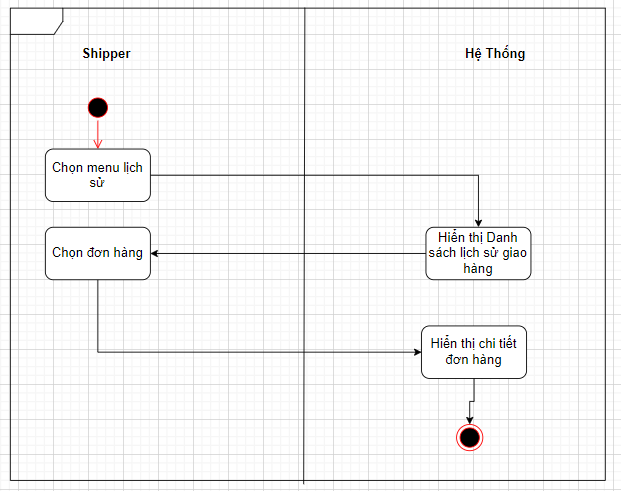 Shipper
Hệ Thống
Chọn menu lịch
sử
Hiển thị Danh
sách lịch sử giao
hàng
Chọn đơn hàng
Hiển thị chi tiết
đơn hàng